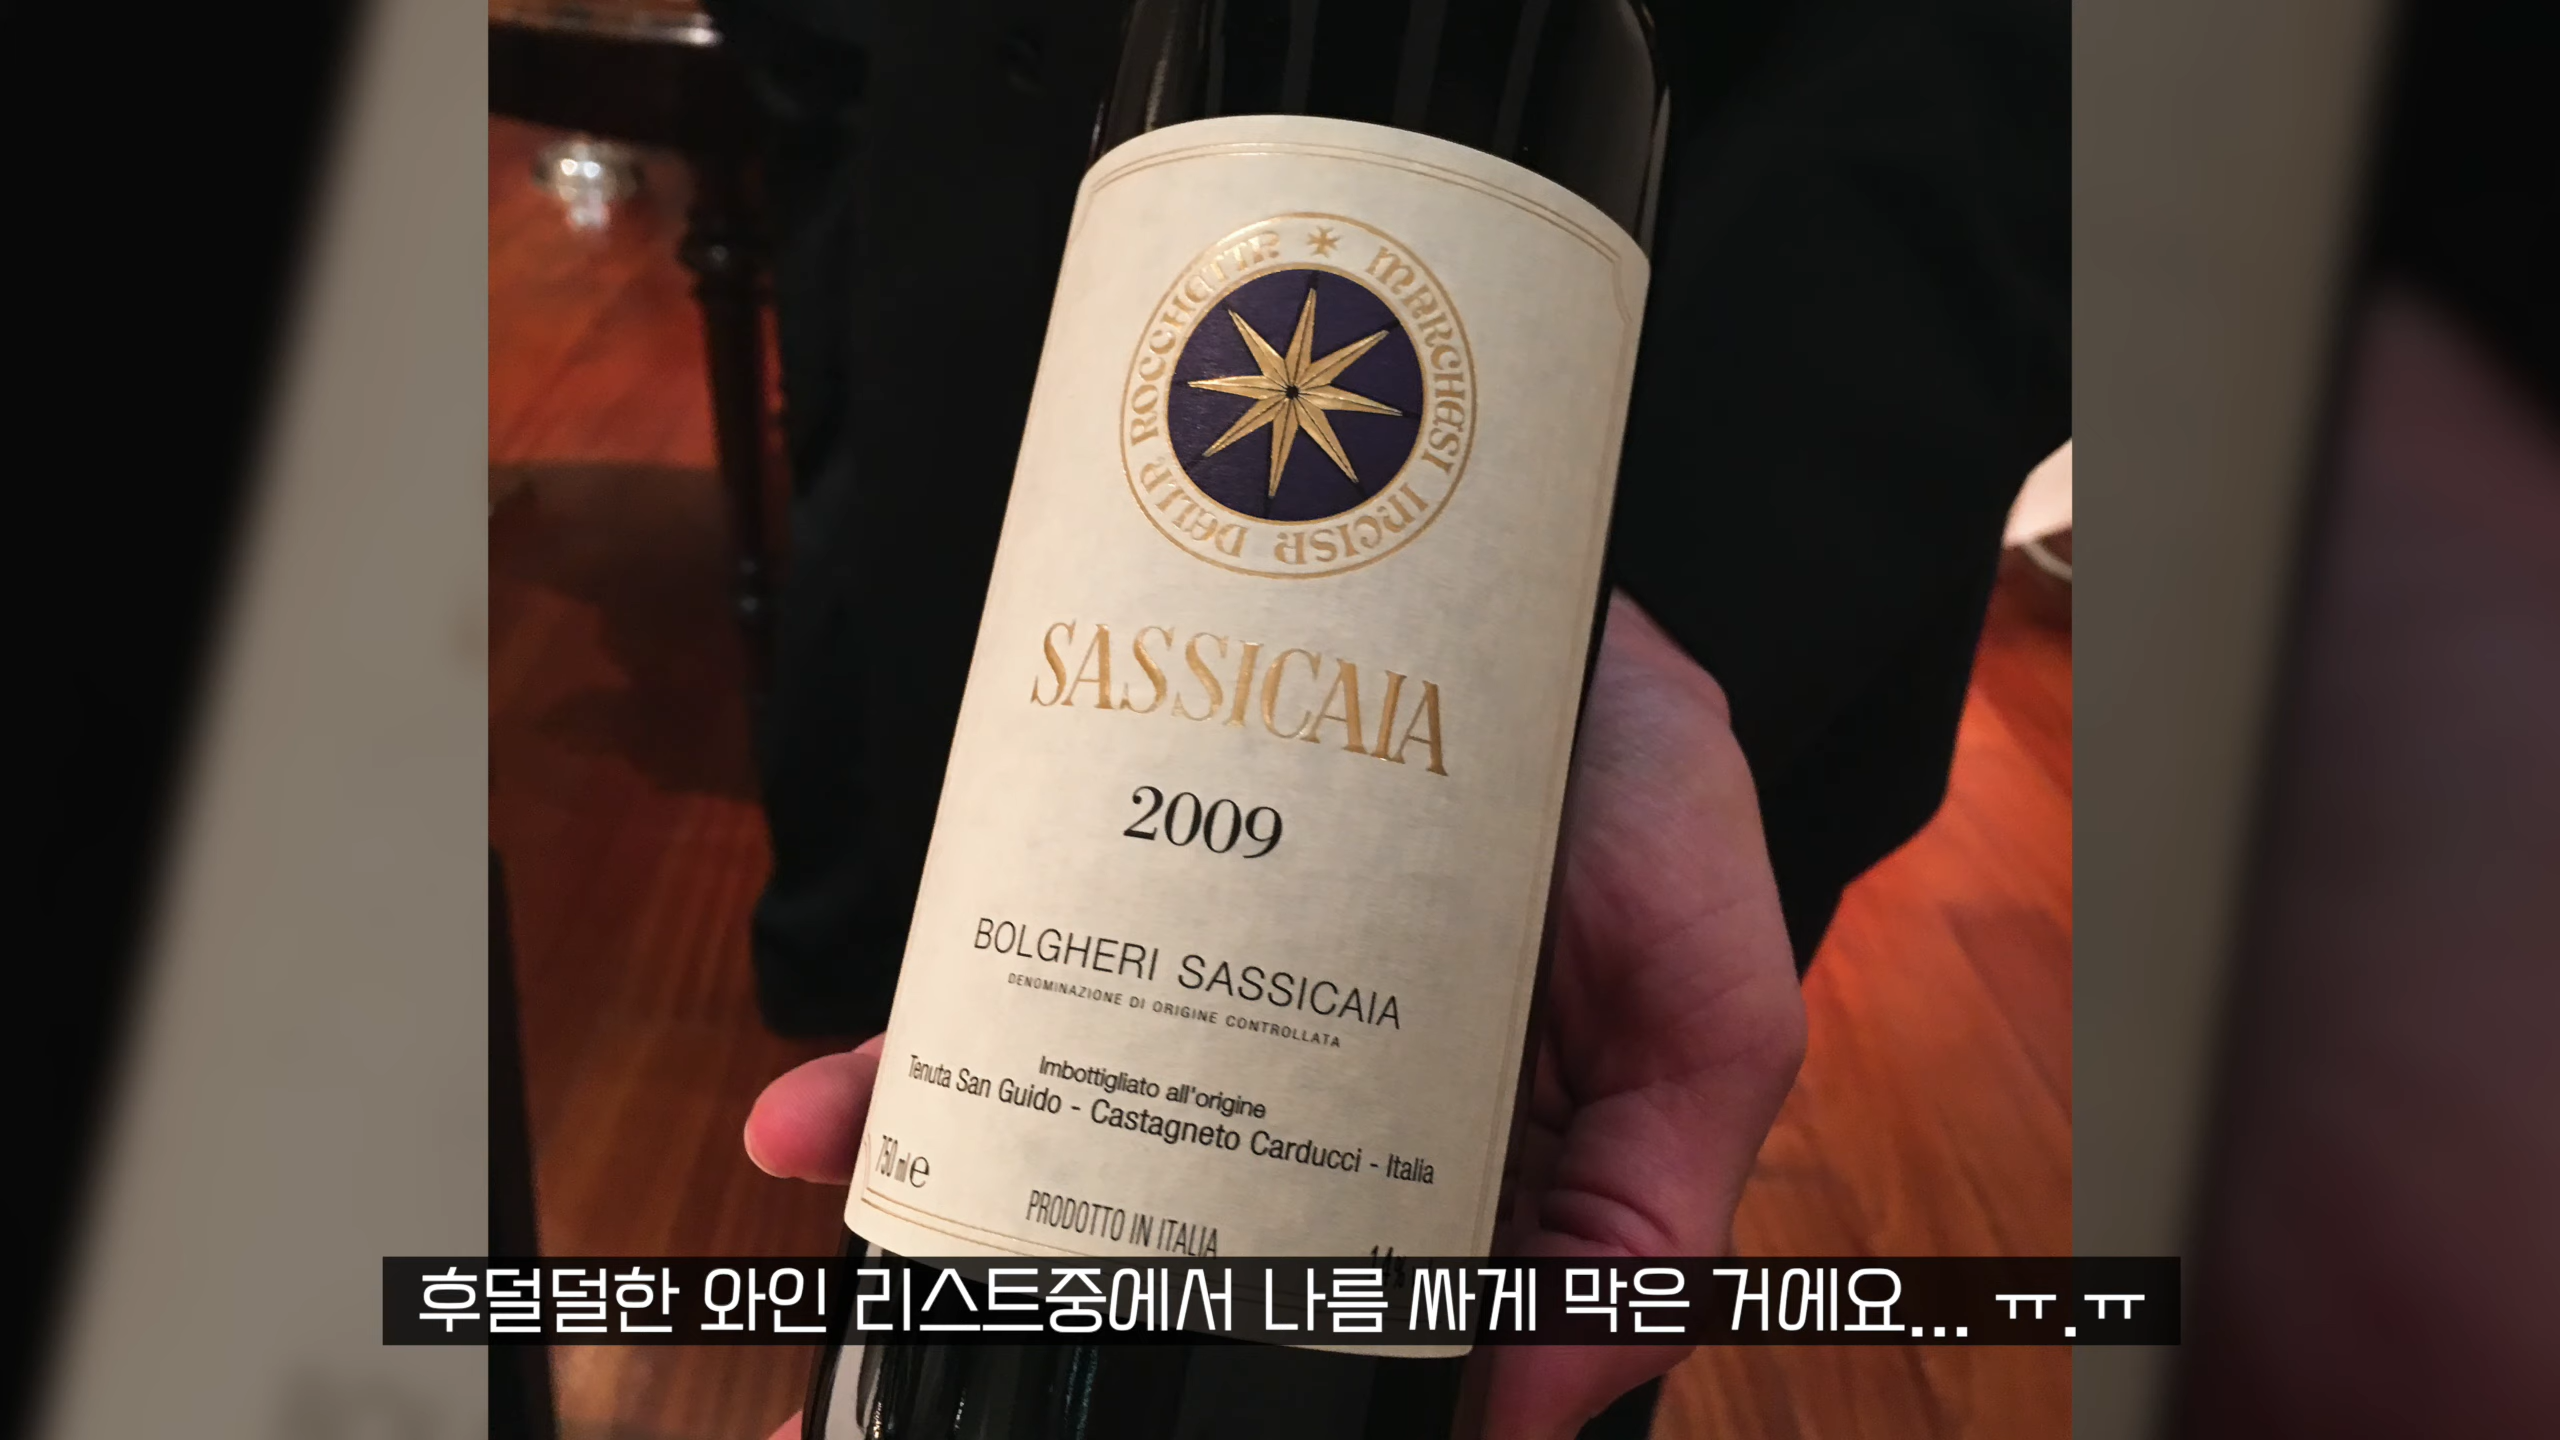 MARCHESI INCISA DELLA ROCCHETTA
SASSICAIA
2009
BOLGHERI SASSICAIA
DENOMINAZIONE DI ORIGINE CONTROLLATA
Imbottigliato all'origine
Tenuta San Guido - Castagneto Carducci - Italia
750 ml e
PRODOTTO IN ITALIA
14%
후덜덜한 와인 리스트중에서 나름 싸게 막은 거에요... ㅠ.ㅠ